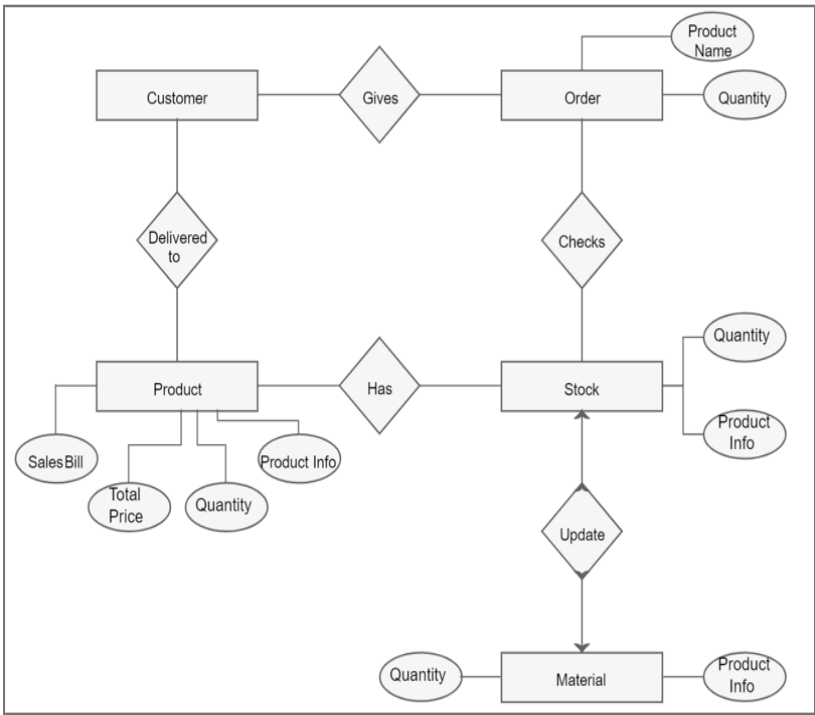 Product
Name
Customer
Gives
Order
Quantity
Delivered
to
Checks
Quantity
Product
Has
Stock
Product
Info
SalesBill
Product Info
Total
Price
Quantity
Update
Quantity
Material
Product
Info